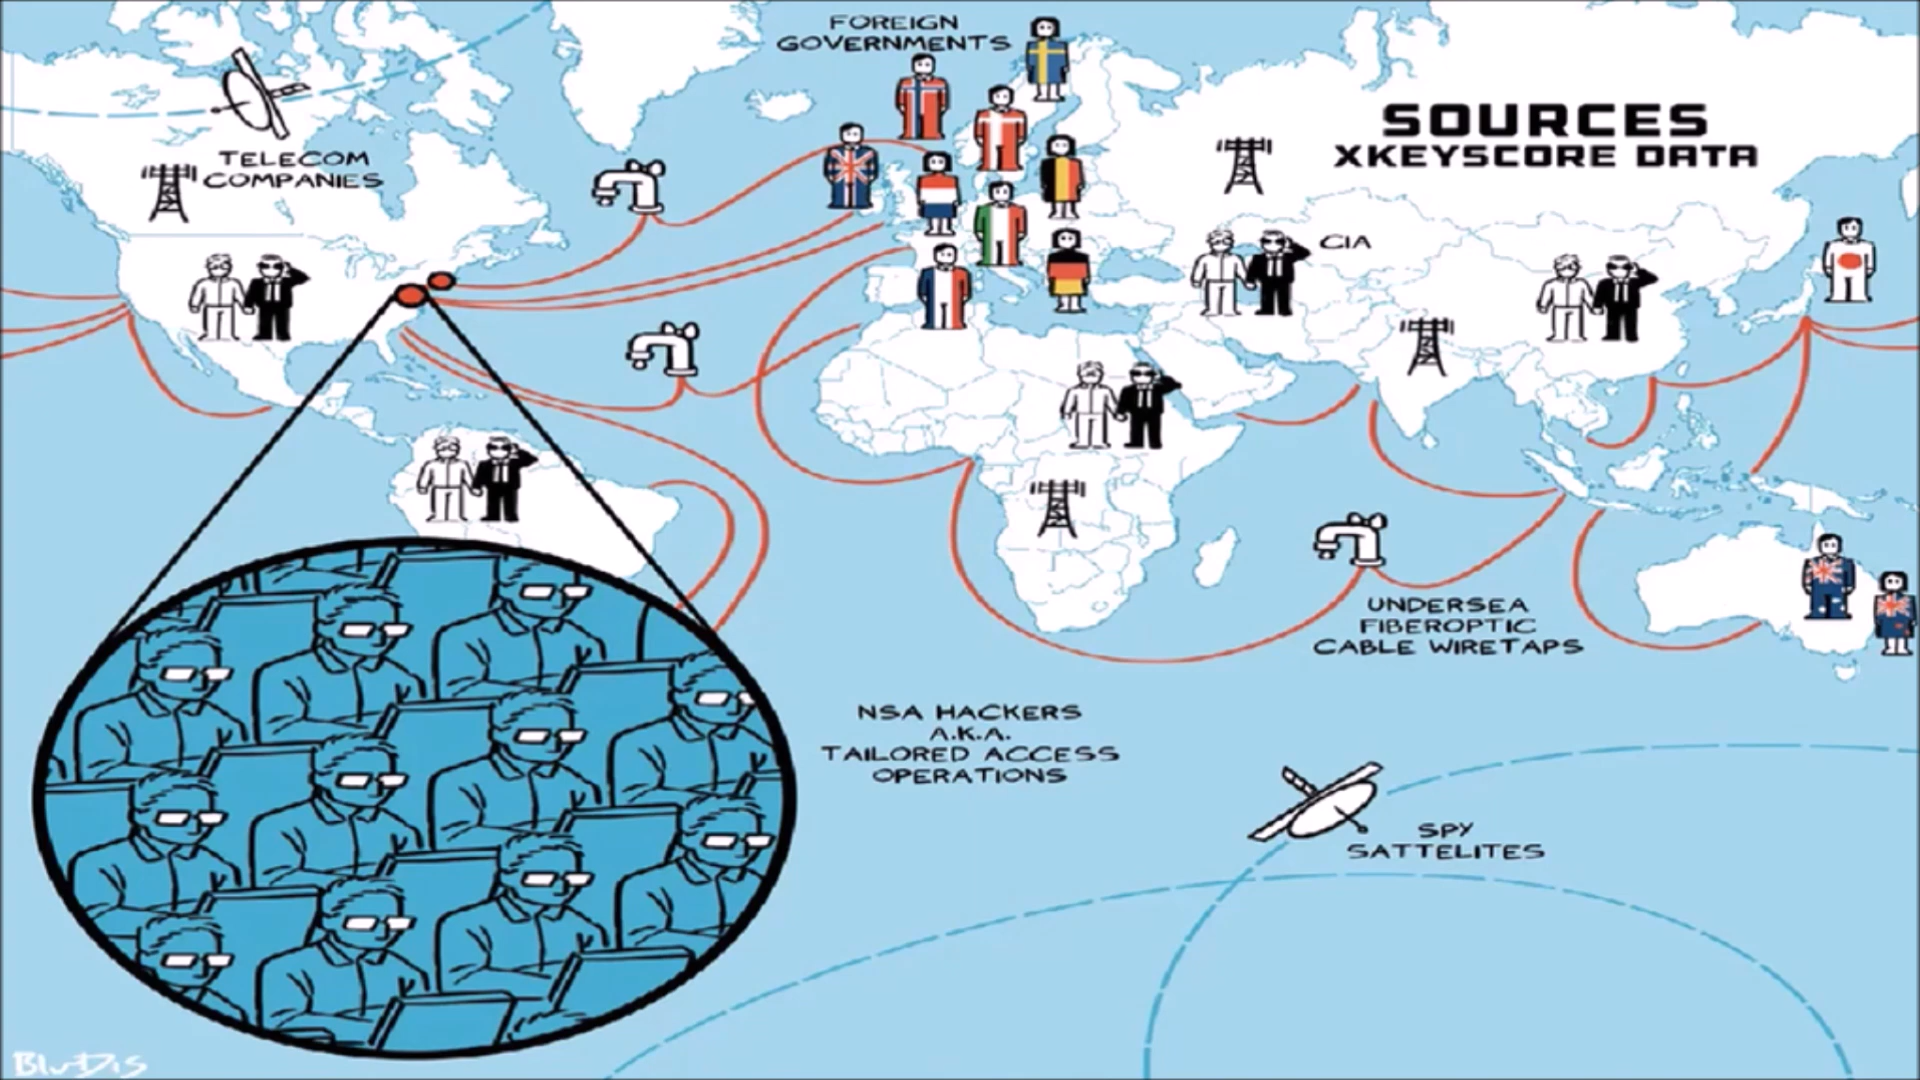 FOREIGN
GOVERNMENTS
SOURCES
XKEYSCORE DATA
TELECOM
COMPANIES
CIA
UNDERSEA
FIBEROPTIC
CABLE WIRETAPS
NSA HACKERS
A.K.A.
TAILORED ACCESS
OPERATIONS
SPY
SATTELITES
BluDis